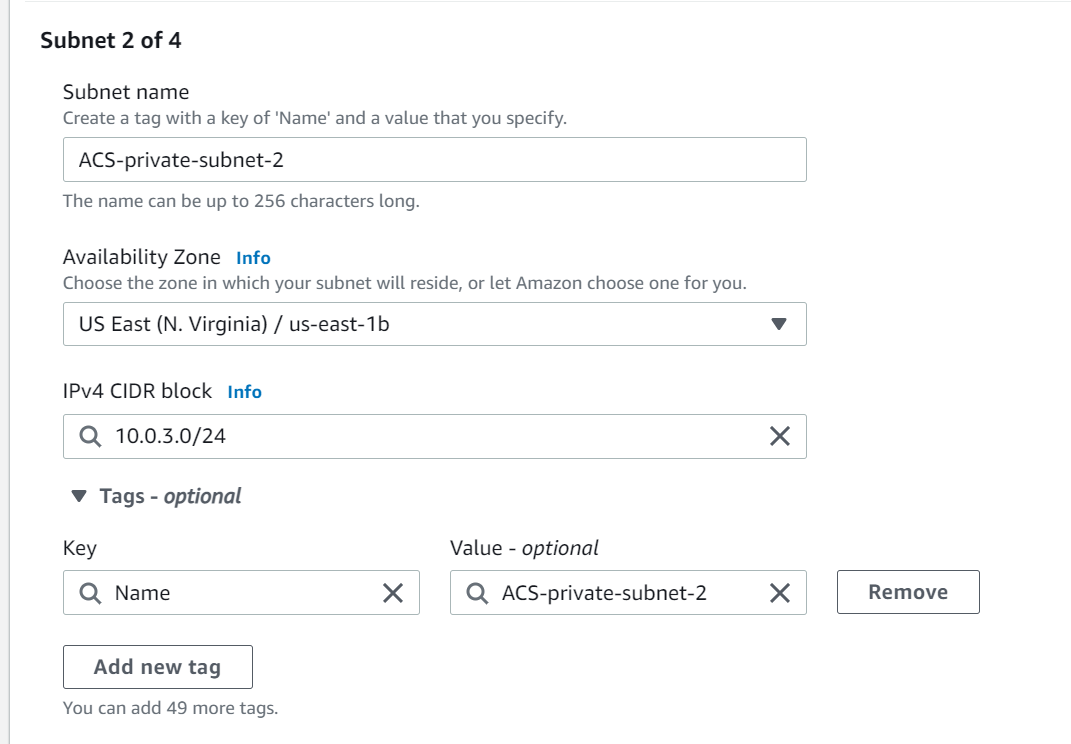 Subnet 2 of 4
Subnet name
Create a tag with a key of 'Name' and a value that you specify.
ACS-private-subnet-2
The name can be up to 256 characters long.
Availability Zone Info
Choose the zone in which your subnet will reside, or let Amazon choose one for you.
US East (N. Virginia) / us-east-1b
IPv4 CIDR block Info
10.0.3.0/24
Tags - optional
Key Value - optional
Name ACS-private-subnet-2 Remove
Add new tag
You can add 49 more tags.